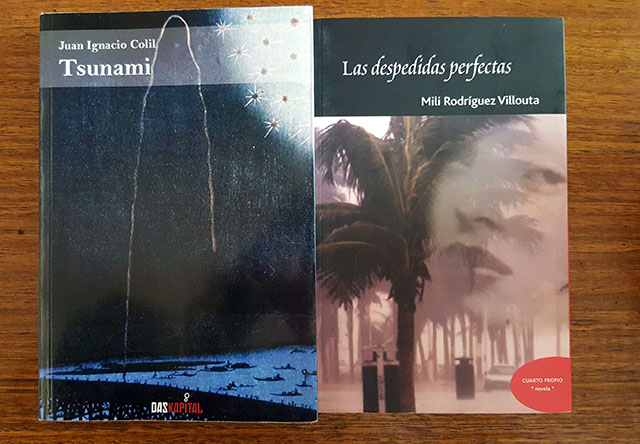 Juan Ignacio Colil
Tsunami
DASKAPITAL
Las despedidas perfectas
Mili Rodríguez Villouta
CUARTO PROPIO
" novela "